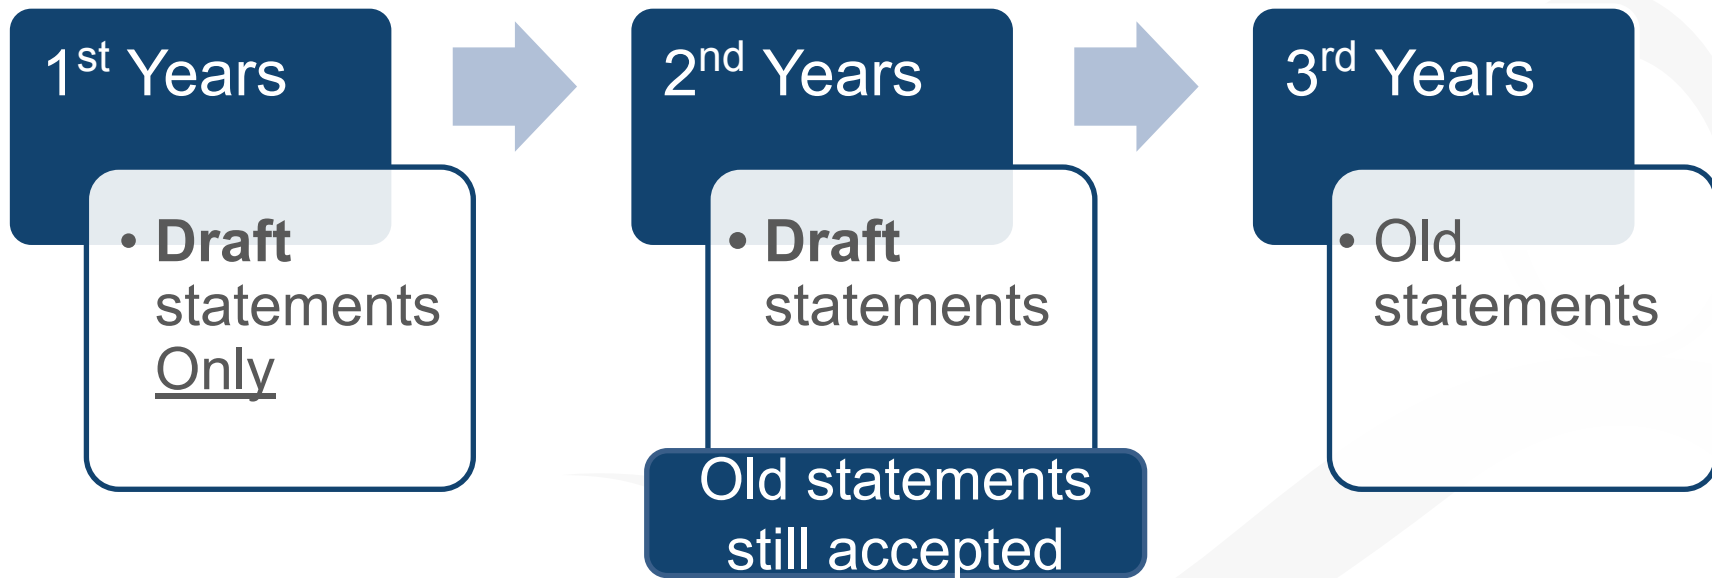 1st Years
• Draft
statements
Only
2nd Years
• Draft
statements
Old statements
still accepted
3rd Years
• Old
statements